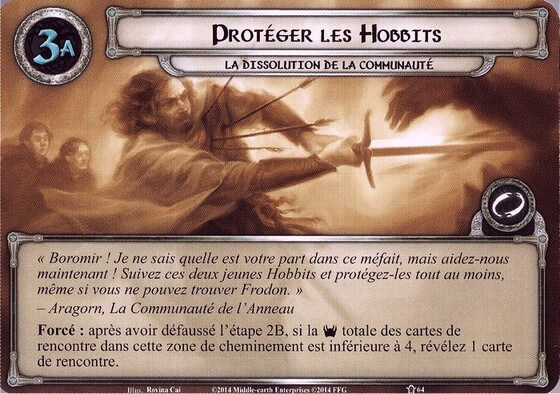 3A
PROTÉGER LES HOBBITS
LA DISSOLUTION DE LA COMMUNAUTÉ
« Boromir ! Je ne sais quelle est votre part dans ce méfait, mais aidez-nous
maintenant ! Suivez ces deux jeunes Hobbits et protégez-les tout au moins,
même si vous ne pouvez trouver Frodon. »
– Aragorn, La Communauté de l'Anneau
Forcé : après avoir défaussé l'étape 2B, si la totale des cartes de
rencontre dans cette zone de cheminement est inférieure à 4, révélez 1 carte
de rencontre.
Illus. Rovina Cai ©2014 Middle-earth Enterprises ©2014 FFG 64